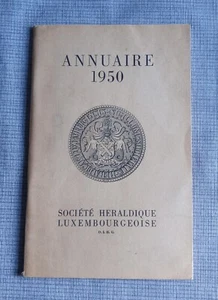 ANNUAIRE
1950
SOCIÉTÉ HERALDIQUE
LUXEMBOURGEOISE